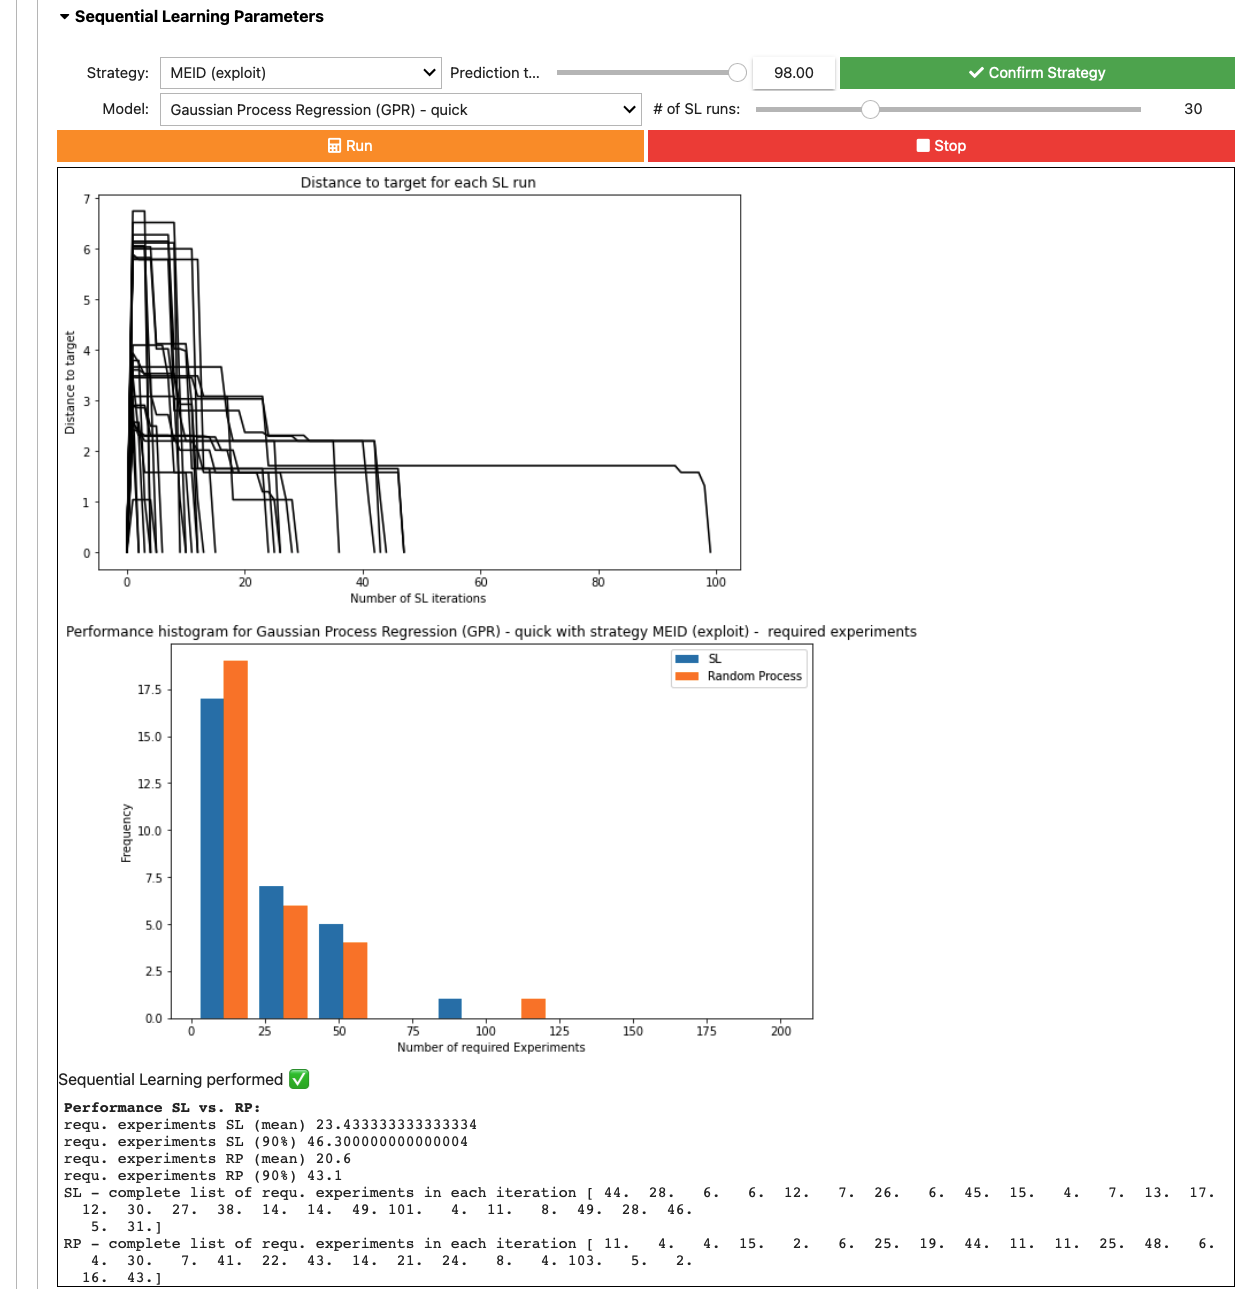 Sequential Learning Parameters
Strategy: MEID (exploit) Prediction t... 98.00 Confirm Strategy
Model: Gaussian Process Regression (GPR) - quick # of SL runs: 30
Run Stop
Distance to target for each SL run
7
6
5
4
3
2
1
0
Distance to target
0 20 40 60 80 100
Number of SL iterations
Performance histogram for Gaussian Process Regression (GPR) - quick with strategy MEID (exploit) - required experiments
SL
Random Process
17.5
15.0
12.5
10.0
7.5
5.0
2.5
0.0
Frequency
0 25 50 75 100 125 150 175 200
Number of required Experiments
Sequential Learning performed ✅
Performance SL vs. RP:
requ. experiments SL (mean) 23.433333333333334
requ. experiments SL (90%) 46.300000000000004
requ. experiments RP (mean) 20.6
requ. experiments RP (90%) 43.1
SL - complete list of requ. experiments in each iteration [ 44. 28. 6. 6. 12. 7. 26. 6. 45. 15. 4. 7. 13. 17.
12. 30. 27. 38. 14. 14. 49. 101. 4. 11. 8. 49. 28. 46.
5. 31.]
RP - complete list of requ. experiments in each iteration [ 11. 4. 4. 15. 2. 6. 25. 19. 44. 11. 11. 25. 48. 6.
4. 30. 7. 41. 22. 43. 14. 21. 24. 8. 4. 103. 5. 2.
16. 43.]